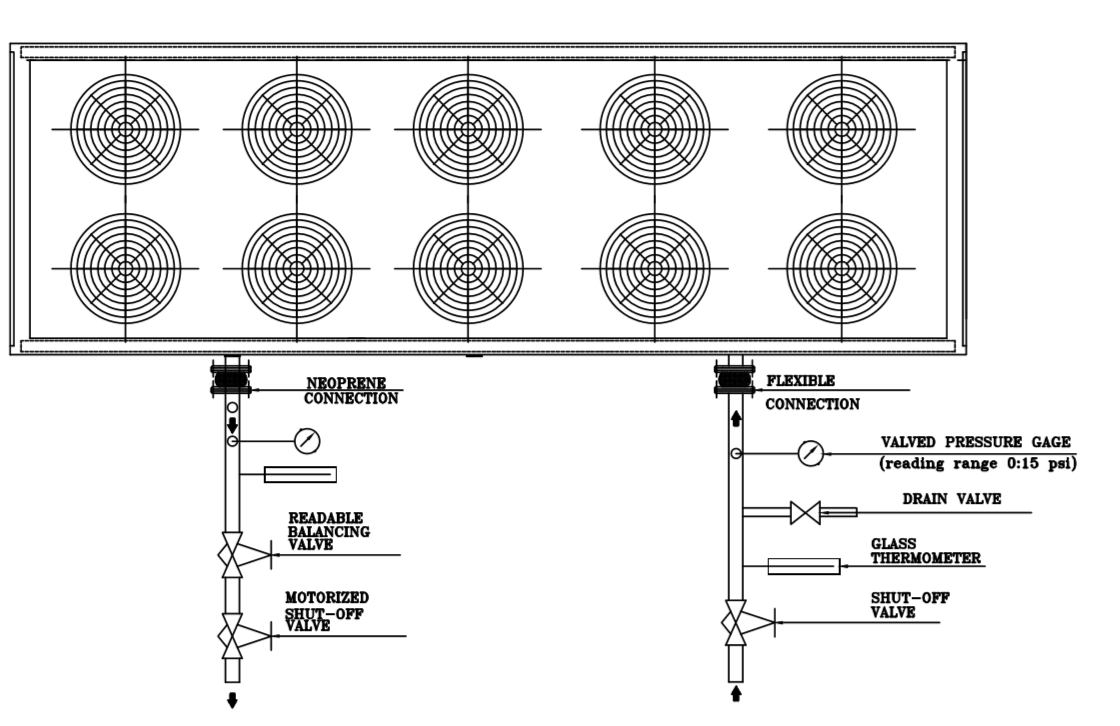 NEOPRENE
CONNECTION
FLEXIBLE
CONNECTION
VALVED PRESSURE GAGE
(reading range 0:15 psi)
DRAIN VALVE
READABLE
BALANCING
VALVE
GLASS
THERMOMETER
MOTORIZED
SHUT-OFF
VALVE
SHUT-OFF
VALVE